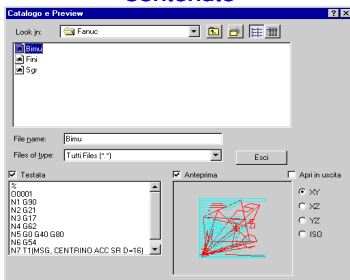 Contenuto
Catalogo e Preview
Look in: Fanuc
Bimu
Fini
Sgr
File name: Bimu
Files of type: Tutti Files (*.*)
Esci
Testata
Anteprima
Apri in uscita
%
O0001
N1 G90
N2 G21
N3 G17
N4 G62
N5 G0 G40 G80
N6 G54
N7 T1(MSG, CENTRINO ACC SR D=16)
XY
XZ
YZ
ISO